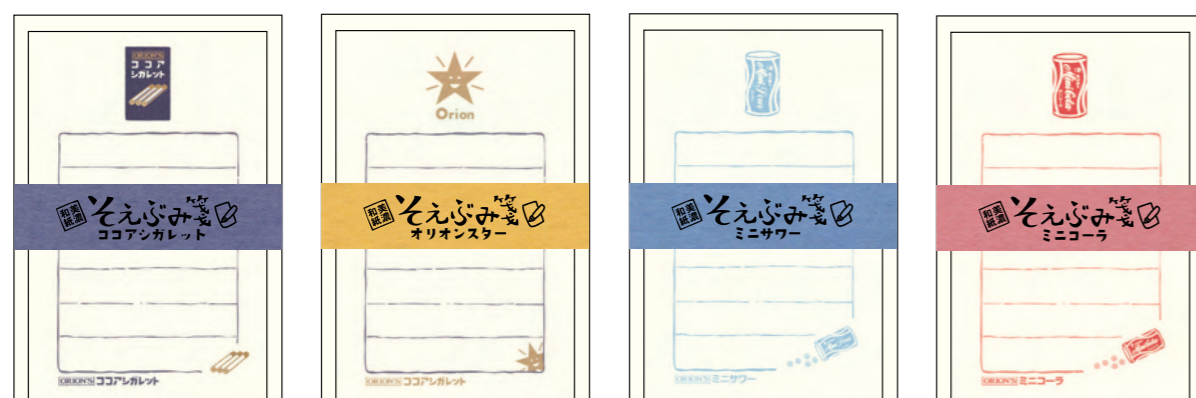 ORION'S
ココア
シガレット
美濃
和紙
そえぶみ箋
ココアシガレット
ORION'S ココアシガレット
Orion
美濃
和紙
そえぶみ箋
オリオンスター
ORION'S ココアシガレット
美濃
和紙
そえぶみ箋
ミニサワー
ORION'S ミニサワー
美濃
和紙
そえぶみ箋
ミニコーラ
ORION'S ミニコーラ